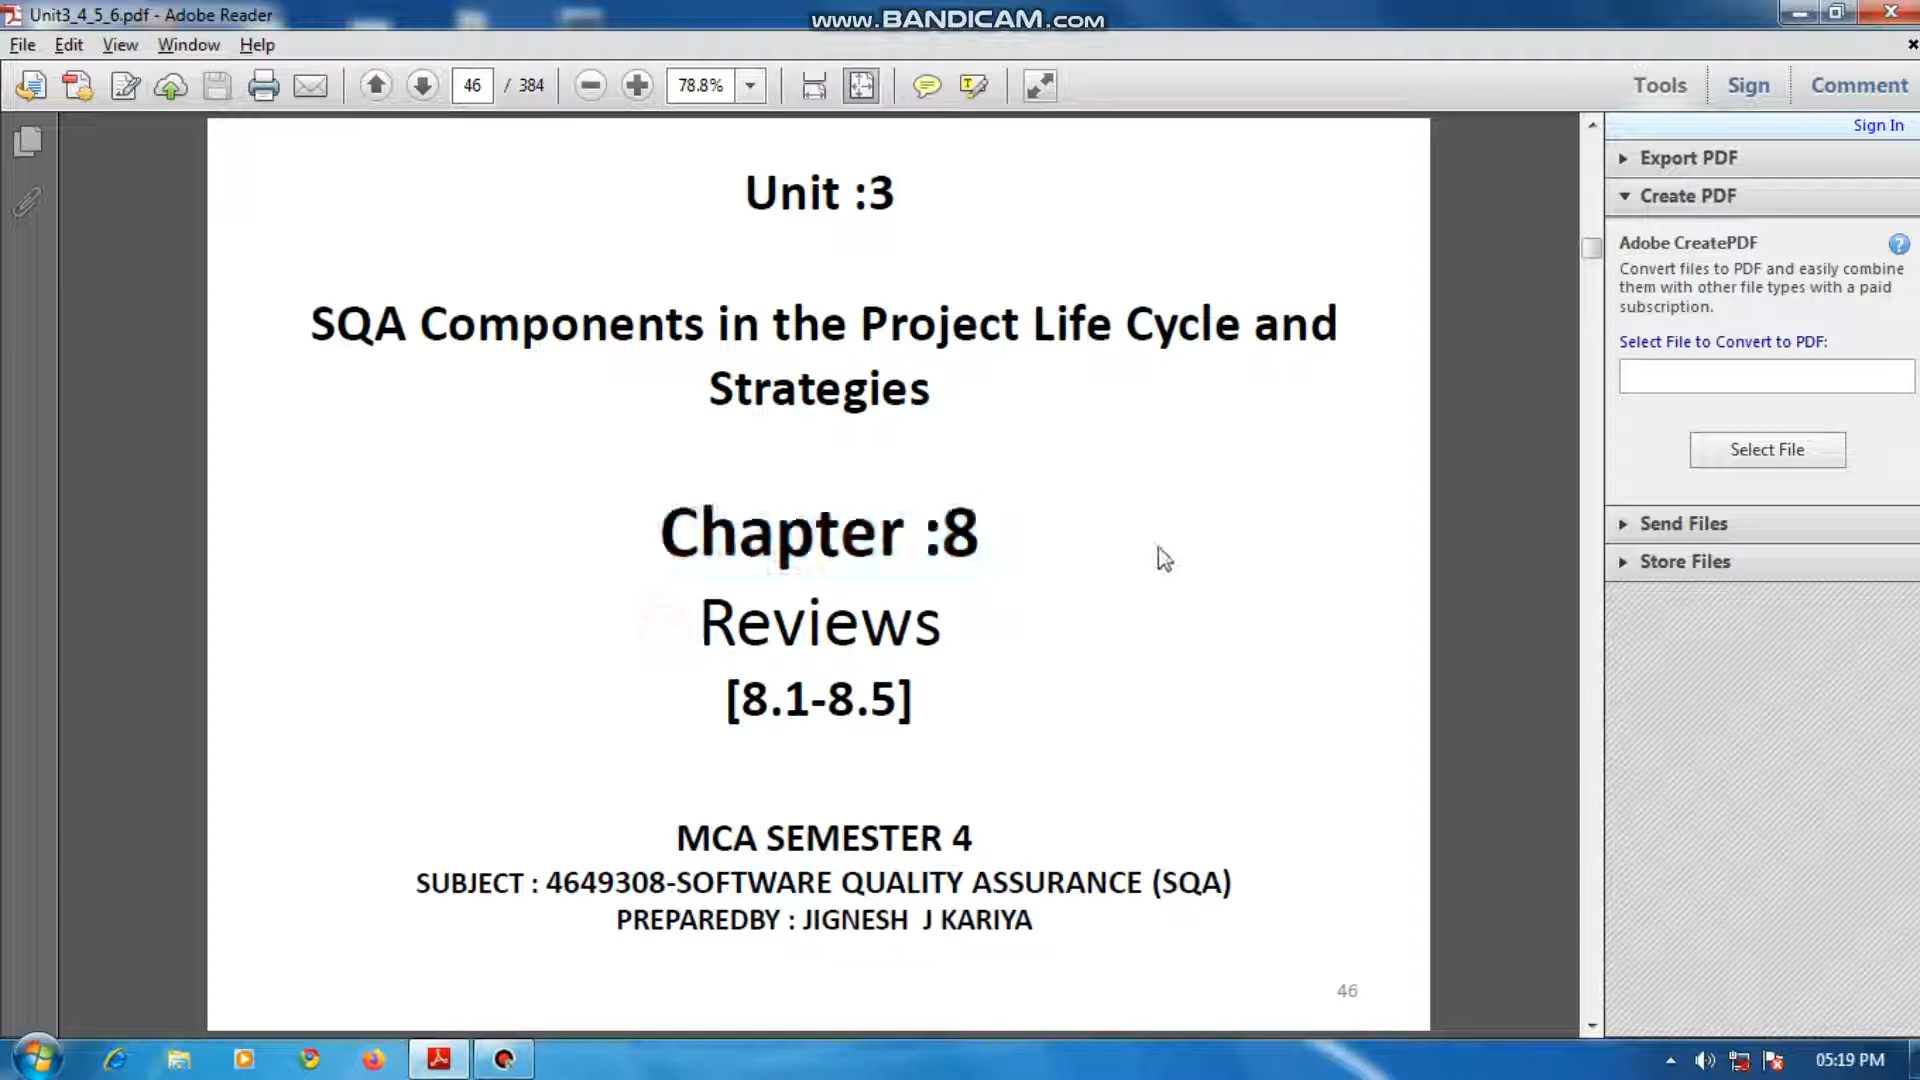 Unit3_4_5_6.pdf - Adobe Reader
www.BANDICAM.com
File Edit View Window Help
46 / 384 78.8% Tools Sign Comment
Sign In
Export PDF
Create PDF
Adobe CreatePDF
Convert files to PDF and easily combine
them with other file types with a paid
subscription.
Select File to Convert to PDF:
Select File
Send Files
Store Files
Unit :3
SQA Components in the Project Life Cycle and
Strategies
Chapter :8
Reviews
[8.1-8.5]
MCA SEMESTER 4
SUBJECT : 4649308-SOFTWARE QUALITY ASSURANCE (SQA)
PREPAREDBY : JIGNESH J KARIYA
46
05:19 PM